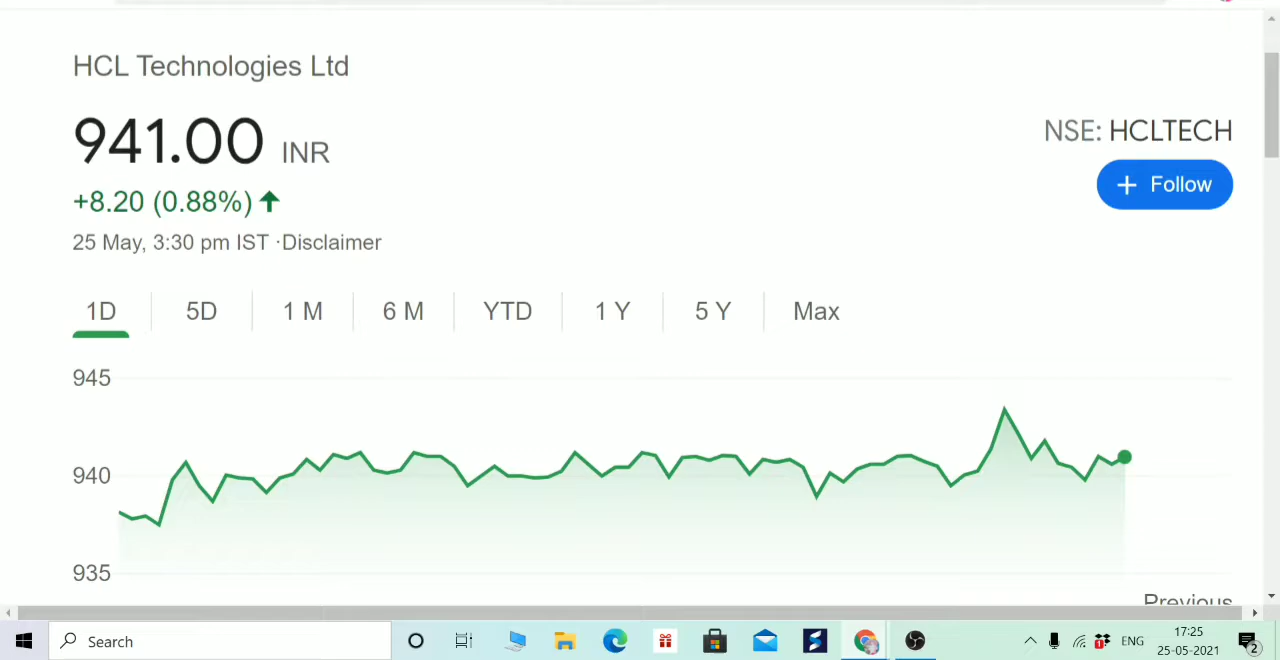 HCL Technologies Ltd
941.00 INR
+8.20 (0.88%)
25 May, 3:30 pm IST ·Disclaimer
NSE: HCLTECH
+ Follow
1D 5D 1 M 6 M YTD 1 Y 5 Y Max
945
940
935
Previous
Search
ENG
17:25
25-05-2021
2